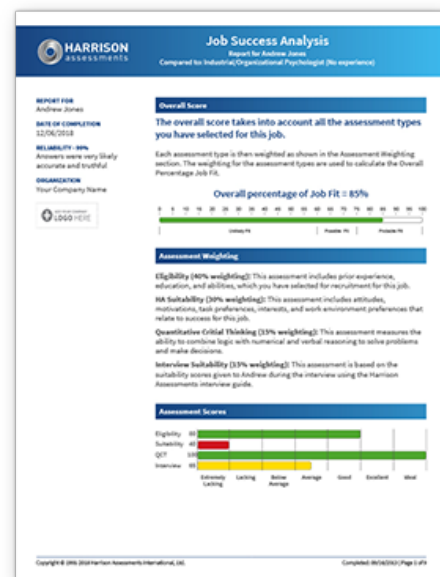 HARRISON
assessments
Job Success Analysis
Report for Andrew Jones
Compared to: Industrial/Organizational Psychologist (No experience)
REPORT FOR
Andrew Jones
DATE OF COMPLETION
12/06/2018
RELIABILITY - 99%
Answers were very likely
accurate and truthful
ORGANIZATION
Your Company Name
LOGO HERE
Overall Score
The overall score takes into account all the assessment types
you have selected for this job.
Each assessment type is then weighted as shown in the Assessment Weighting
section. The weighting for the assessment types are used to calculate the Overall
Percentage Job Fit.
Overall percentage of Job Fit = 85%
0 5 10 15 20 25 30 35 40 45 50 55 60 65 70 75 80 85 90 95 100
Unlikely Fit Possible Fit Probable Fit
Assessment Weighting
Eligibility (40% weighting): This assessment includes prior experience,
education, and abilities, which you have selected for recruitment for this job.
HA Suitability (30% weighting): This assessment includes attitudes,
motivations, task preferences, interests, and work environment preferences that
relate to success for this job.
Quantitative Critial Thinking (15% weighting): This assessment measures the
ability to combine logic with numerical and verbal reasoning to solve problems
and make decisions.
Interview Suitability (15% weighting): This assessment is based on the
suitability scores given to Andrew during the interview using the Harrison
Assessments interview guide.
Assessment Scores
Eligibility
Suitability
QCT 100
Interview
Extremely Lacking Lacking Below Average Average Good Excellent Ideal
Copyright © 1991-2018 Harrison Assessments International, Ltd.